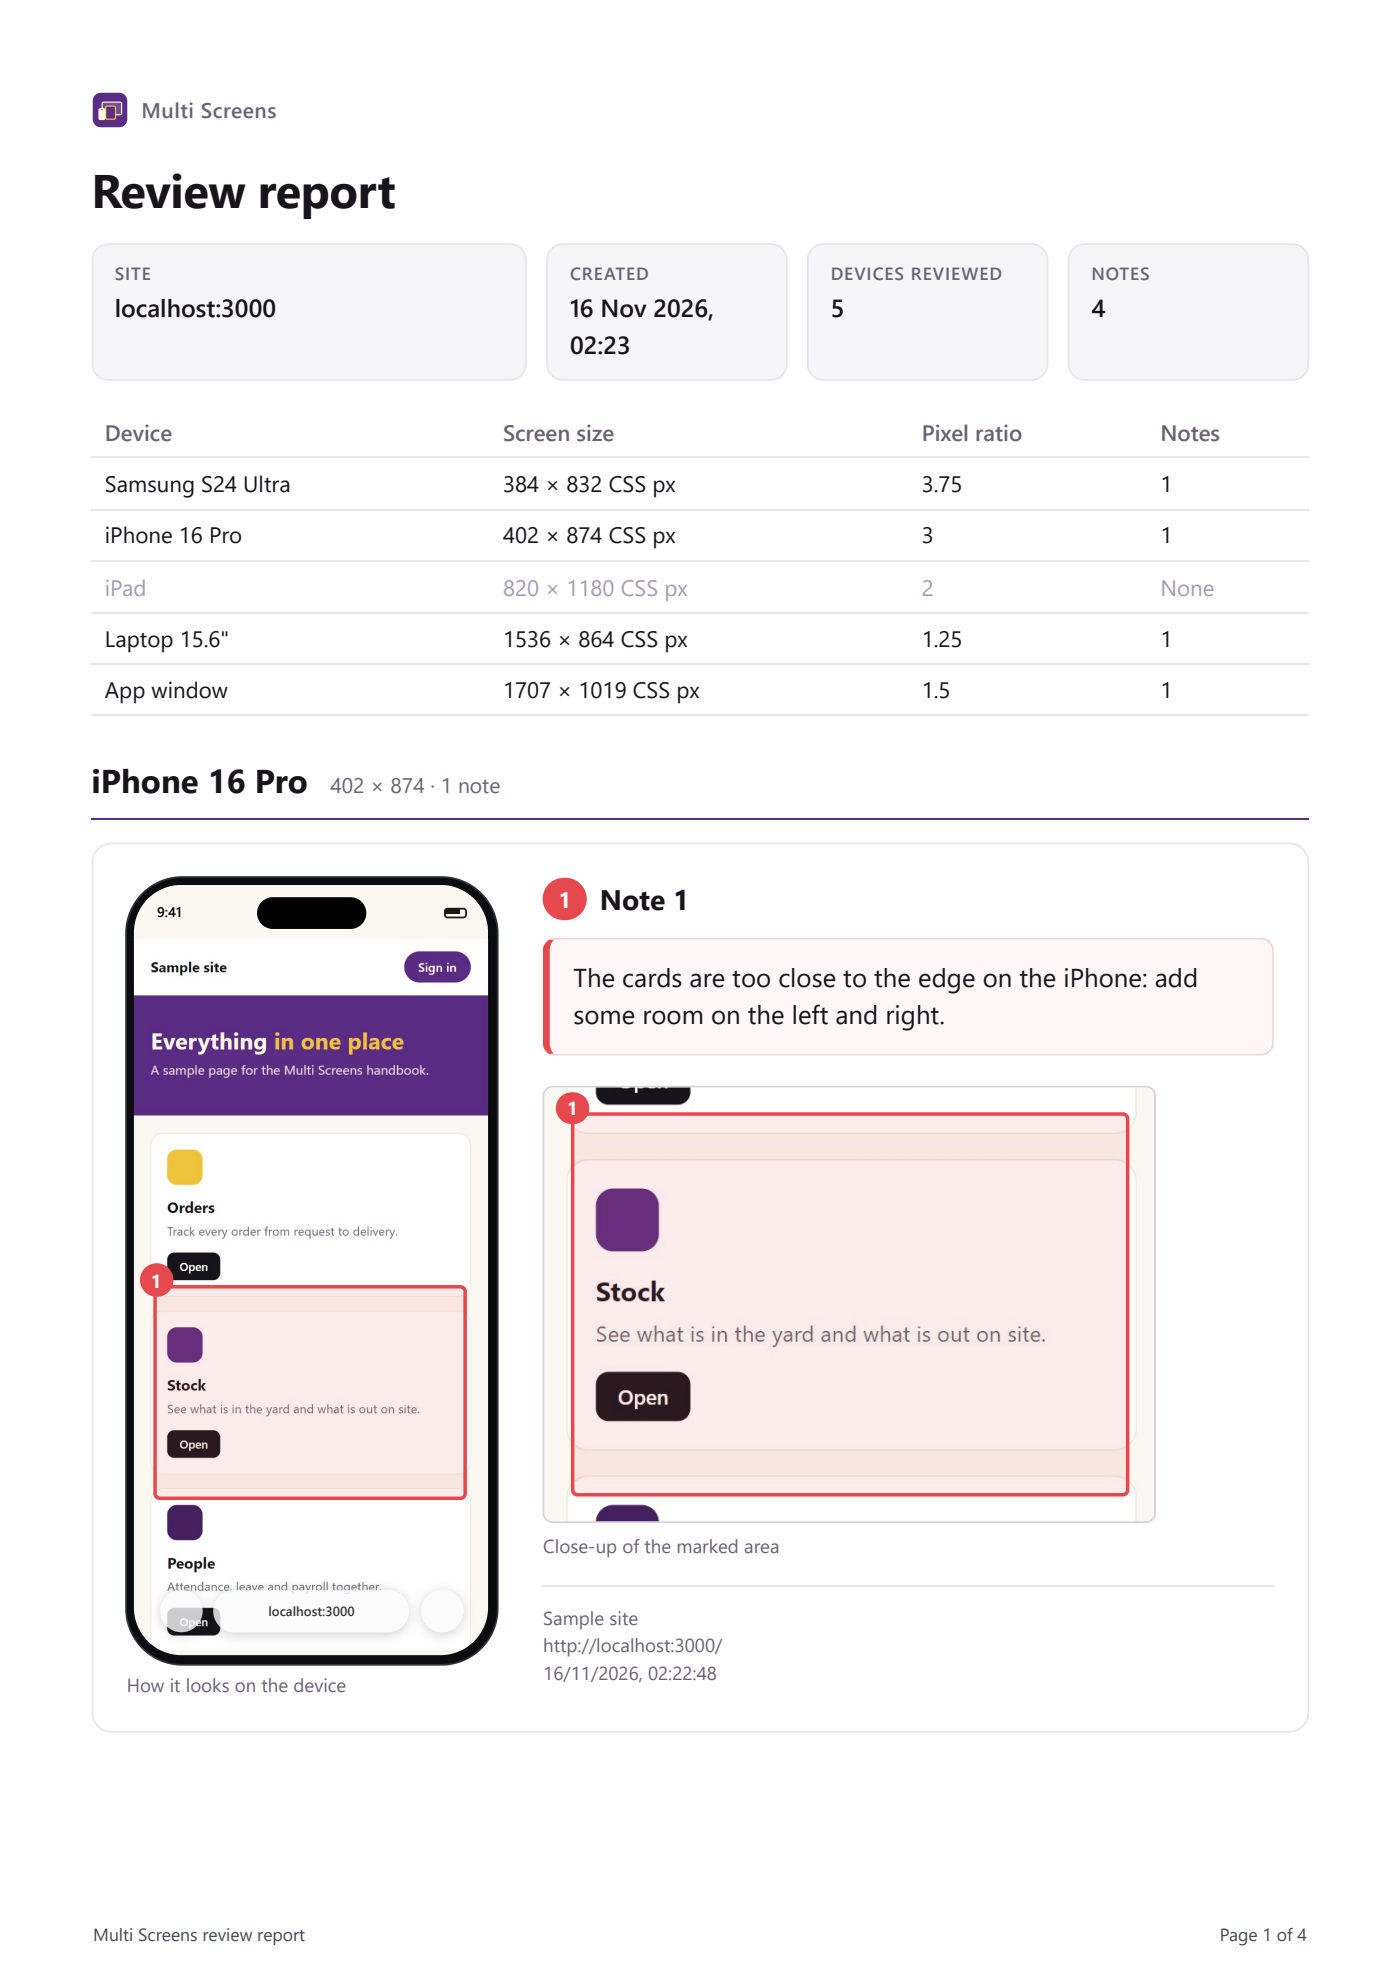 Multi Screens
Review report
SITE
localhost:3000
CREATED
16 Nov 2026,
02:23
DEVICES REVIEWED
5
NOTES
4
Device Screen size Pixel ratio Notes
Samsung S24 Ultra 384 × 832 CSS px 3.75 1
iPhone 16 Pro 402 × 874 CSS px 3 1
iPad 820 × 1180 CSS px 2 None
Laptop 15.6" 1536 × 864 CSS px 1.25 1
App window 1707 × 1019 CSS px 1.5 1
iPhone 16 Pro 402 × 874 · 1 note
9:41
Sample site Sign in
Everything in one place
A sample page for the Multi Screens handbook.
Orders
Track every order from request to delivery.
Open
1
Stock
See what is in the yard and what is out on site.
Open
People
Attendance, leave and payroll together.
Open localhost:3000
How it looks on the device
1 Note 1
The cards are too close to the edge on the iPhone: add
some room on the left and right.
Open
1
Stock
See what is in the yard and what is out on site.
Open
Close-up of the marked area
Sample site
http://localhost:3000/
16/11/2026, 02:22:48
Multi Screens review report Page 1 of 4